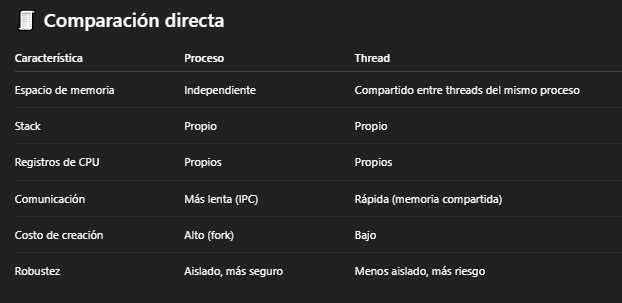 Comparación directa
Característica Proceso Thread
Espacio de memoria Independiente Compartido entre threads del mismo proceso
Stack Propio Propio
Registros de CPU Propios Propios
Comunicación Más lenta (IPC) Rápida (memoria compartida)
Costo de creación Alto (fork) Bajo
Robustez Aislado, más seguro Menos aislado, más riesgo